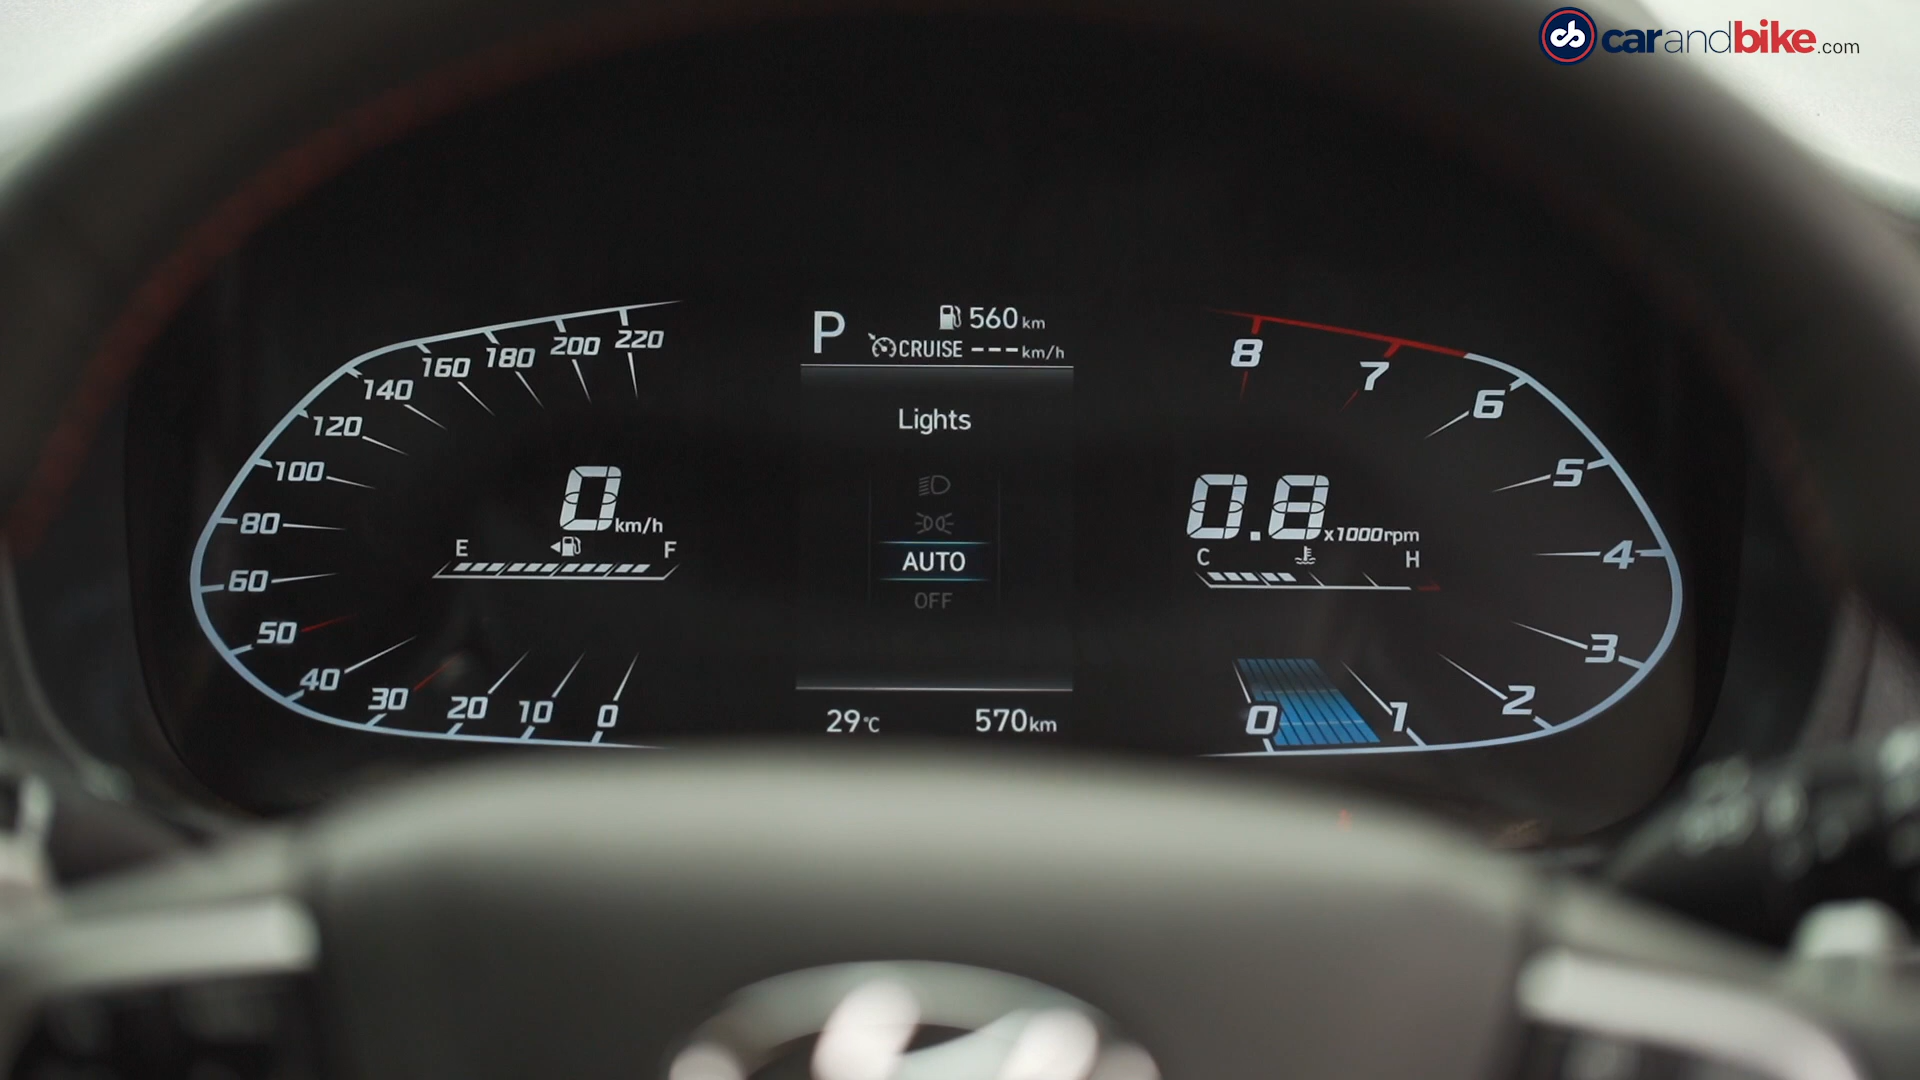 carandbike.com
P
560 km
CRUISE --- km/h
Lights
AUTO
OFF
29°C
570km
220
200
180
160
140
120
100
80
60
50
40
30
20
10
0
0 km/h
E F
8
7
6
5
4
3
2
1
0
0.8 x1000rpm
C H